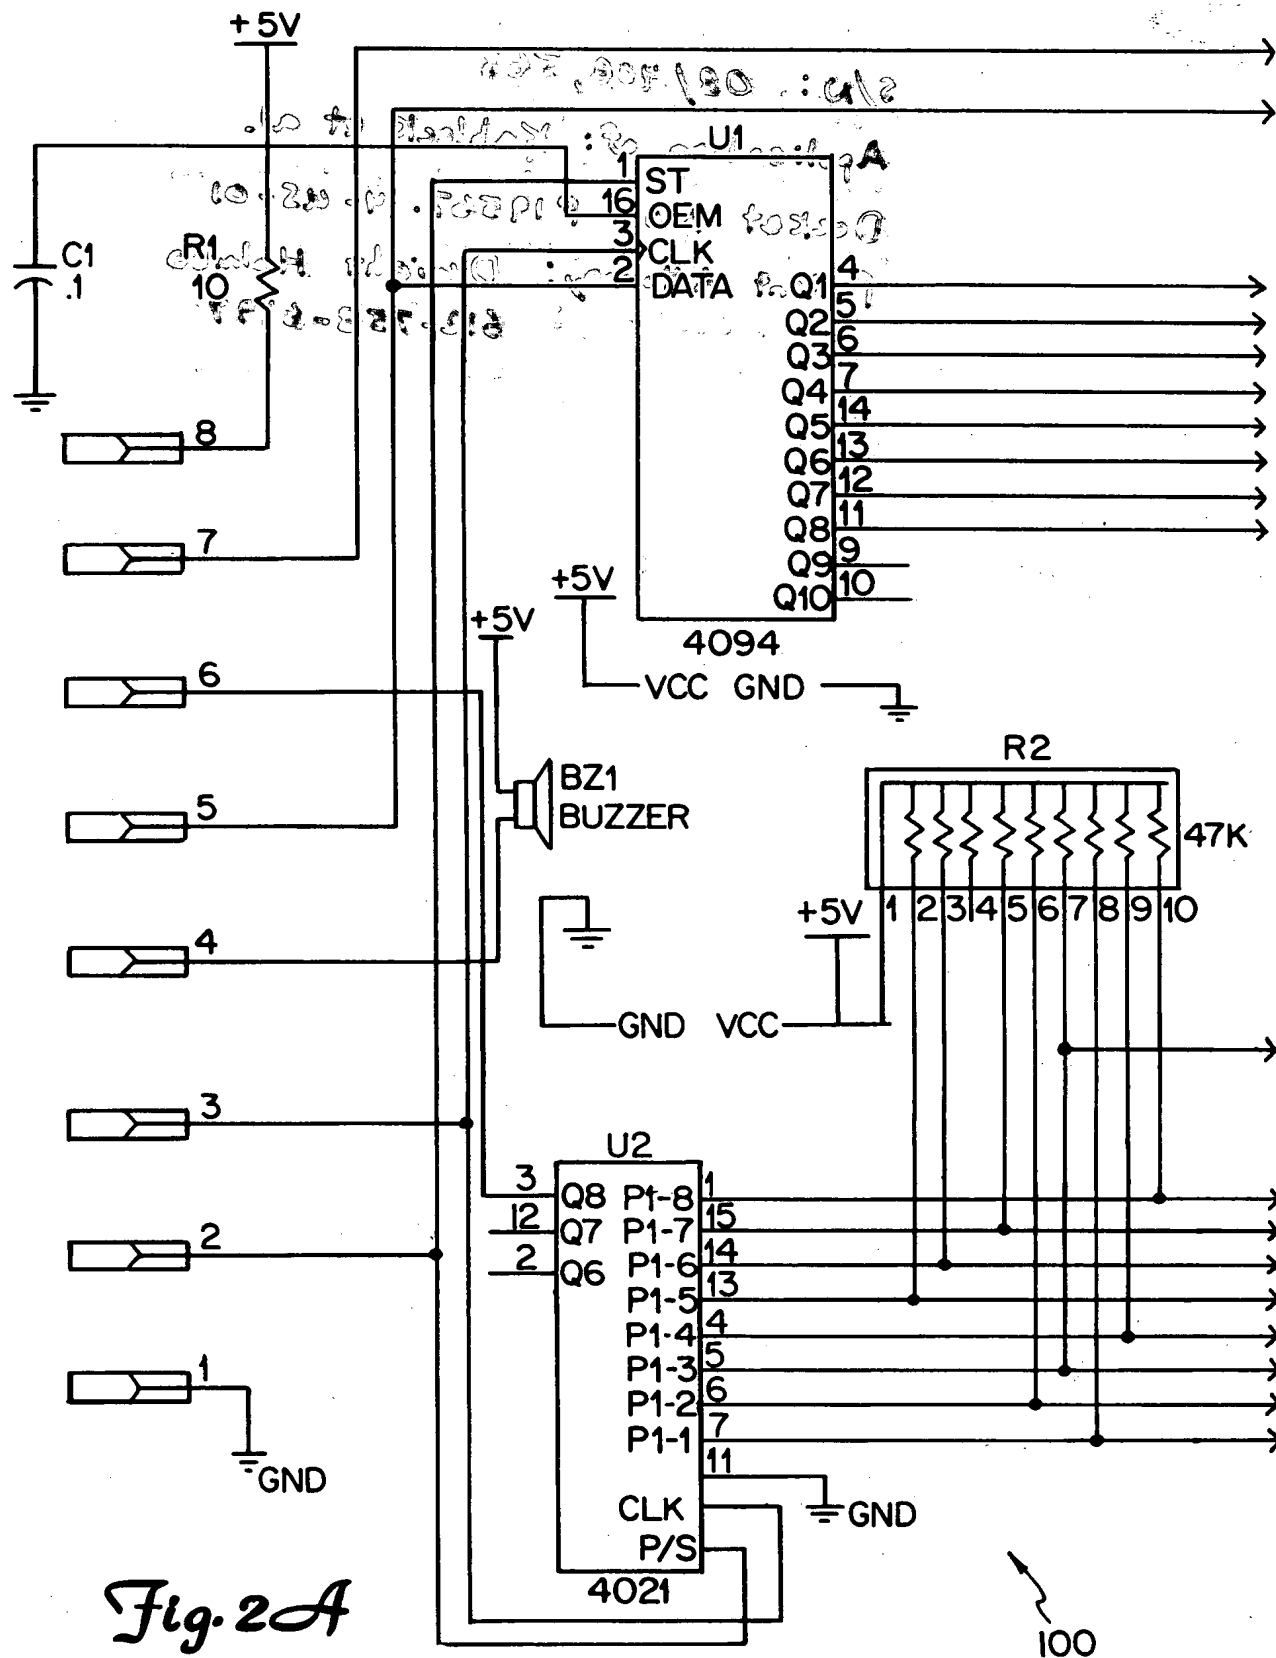 +5V
U1
1
ST
16
OEM
3
CLK
2
DATA
C1
.1
R1
10
Q1
4
Q2
5
Q3
6
Q4
7
Q5
14
Q6
13
Q7
12
Q8
11
Q9
9
Q10
10
4094
+5V
VCC GND
8
7
6
5
4
3
2
1
GND
+5V
BZ1
BUZZER
R2
47K
1 2 3 4 5 6 7 8 9 10
+5V
GND VCC
U2
3
Q8
12
Q7
2
Q6
P1-8
1
P1-7
15
P1-6
14
P1-5
13
P1-4
4
P1-3
5
P1-2
6
P1-1
7
11
GND
CLK
P/S
4021
Fig. 2A
100